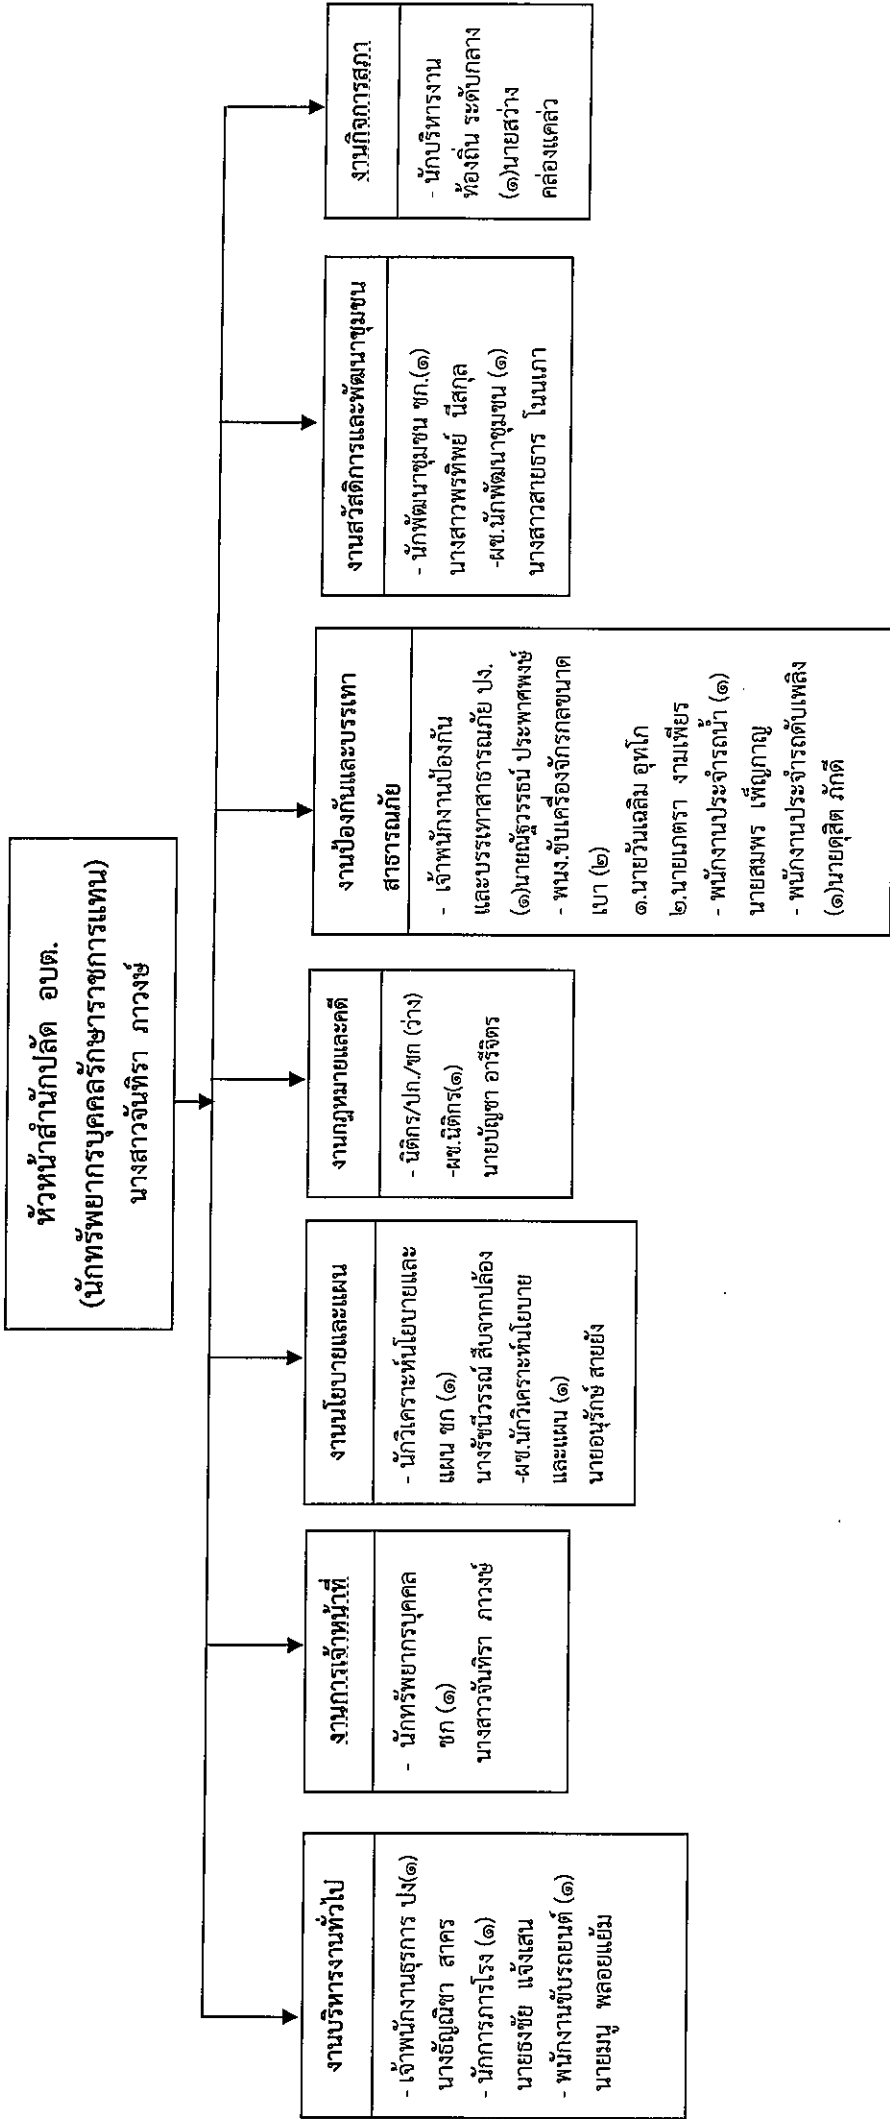 หัวหน้าสำนักปลัด อบต.
(นักทรัพยากรบุคคลรักษาราชการแทน)
นางสาวจันทิรา ภาวงษ์
งานบริหารงานทั่วไป
- เจ้าพนักงานธุรการ ปง(๑)
นางธัญณิชา สาคร
- นักการภารโรง (๑)
นายธงชัย แจ้งเสน
- พนักงานขับรถยนต์ (๑)
นายมนู พลอยแย้ม
งานการเจ้าหน้าที่
- นักทรัพยากรบุคคล
ชก (๑)
นางสาวจันทิรา ภาวงษ์
งานนโยบายและแผน
- นักวิเคราะห์นโยบายและ
แผน ชก (๑)
นางรัชนีวรรณ์ สืบจากปล้อง
-ผช.นักวิเคราะห์นโยบาย
และแผน (๑)
นายอนุรักษ์ สายยัง
งานกฎหมายและคดี
- นิติกร/ปก./ชก (ว่าง)
-ผช.นิติกร(๑)
นายบัญชา อารีจิตร
งานป้องกันและบรรเทา
สาธารณภัย
- เจ้าพนักงานป้องกัน
และบรรเทาสาธารณภัย ปง.
(๑)นายณัฐวรรธน์ ประพาศพงษ์
- พนง.ขับเครื่องจักรกลขนาด
เบา (๒)
๑.นายวันเฉลิม อุทโก
๒.นายเภตรา งามเพียร
- พนักงานประจำรถน้ำ (๑)
นายสมพร เพ็ญกาญ
- พนักงานประจำรถดับเพลิง
(๑)นายดุสิต ภักดี
งานสวัสดิการและพัฒนาชุมชน
- นักพัฒนาชุมชน ชก.(๑)
นางสาวพรทิพย์ นีสกุล
-ผช.นักพัฒนาชุมชน (๑)
นางสาวสายธาร โนนเภา
งานกิจการสภา
- นักบริหารงาน
ท้องถิ่น ระดับกลาง
(๑)นายสว่าง
คล่องแคล่ว